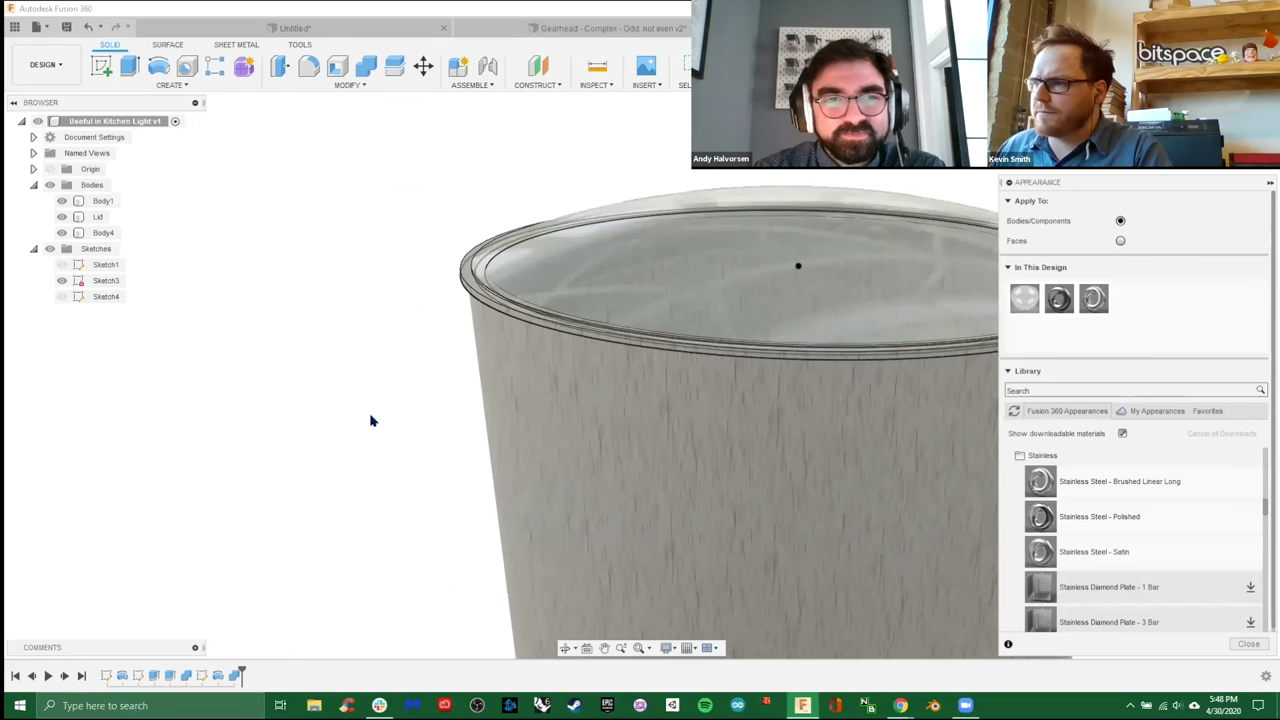 Autodesk Fusion 360
Untitled*
Gearhead - Complex - Odd. not even v2*
DESIGN
SOLID
SURFACE
SHEET METAL
TOOLS
CREATE
MODIFY
ASSEMBLE
CONSTRUCT
INSPECT
INSERT
SEL
BROWSER
Useful in Kitchen Light v1
Document Settings
Named Views
Origin
Bodies
Body1
Lid
Body4
Sketches
Sketch1
Sketch3
Sketch4
Andy Halvorsen
bitspace
Kevin Smith
APPEARANCE
Apply To:
Bodies/Components
Faces
In This Design
Library
Search
Fusion 360 Appearances
My Appearances
Favorites
Show downloadable materials
Cancel all Downloads
Stainless
Stainless Steel - Brushed Linear Long
Stainless Steel - Polished
Stainless Steel - Satin
Stainless Diamond Plate - 1 Bar
Stainless Diamond Plate - 3 Bar
Close
COMMENTS
Type here to search
5:48 PM
4/30/2020